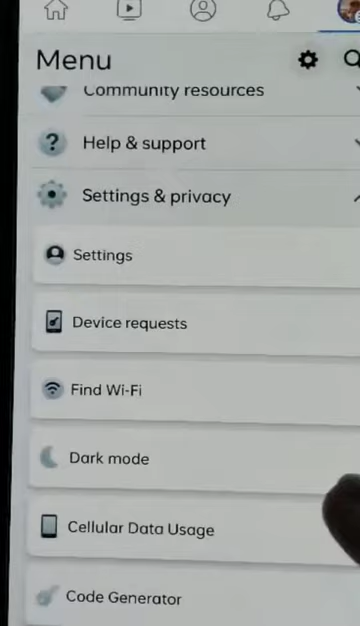 Menu
Community resources
Help & support
Settings & privacy
Settings
Device requests
Find Wi-Fi
Dark mode
Cellular Data Usage
Code Generator